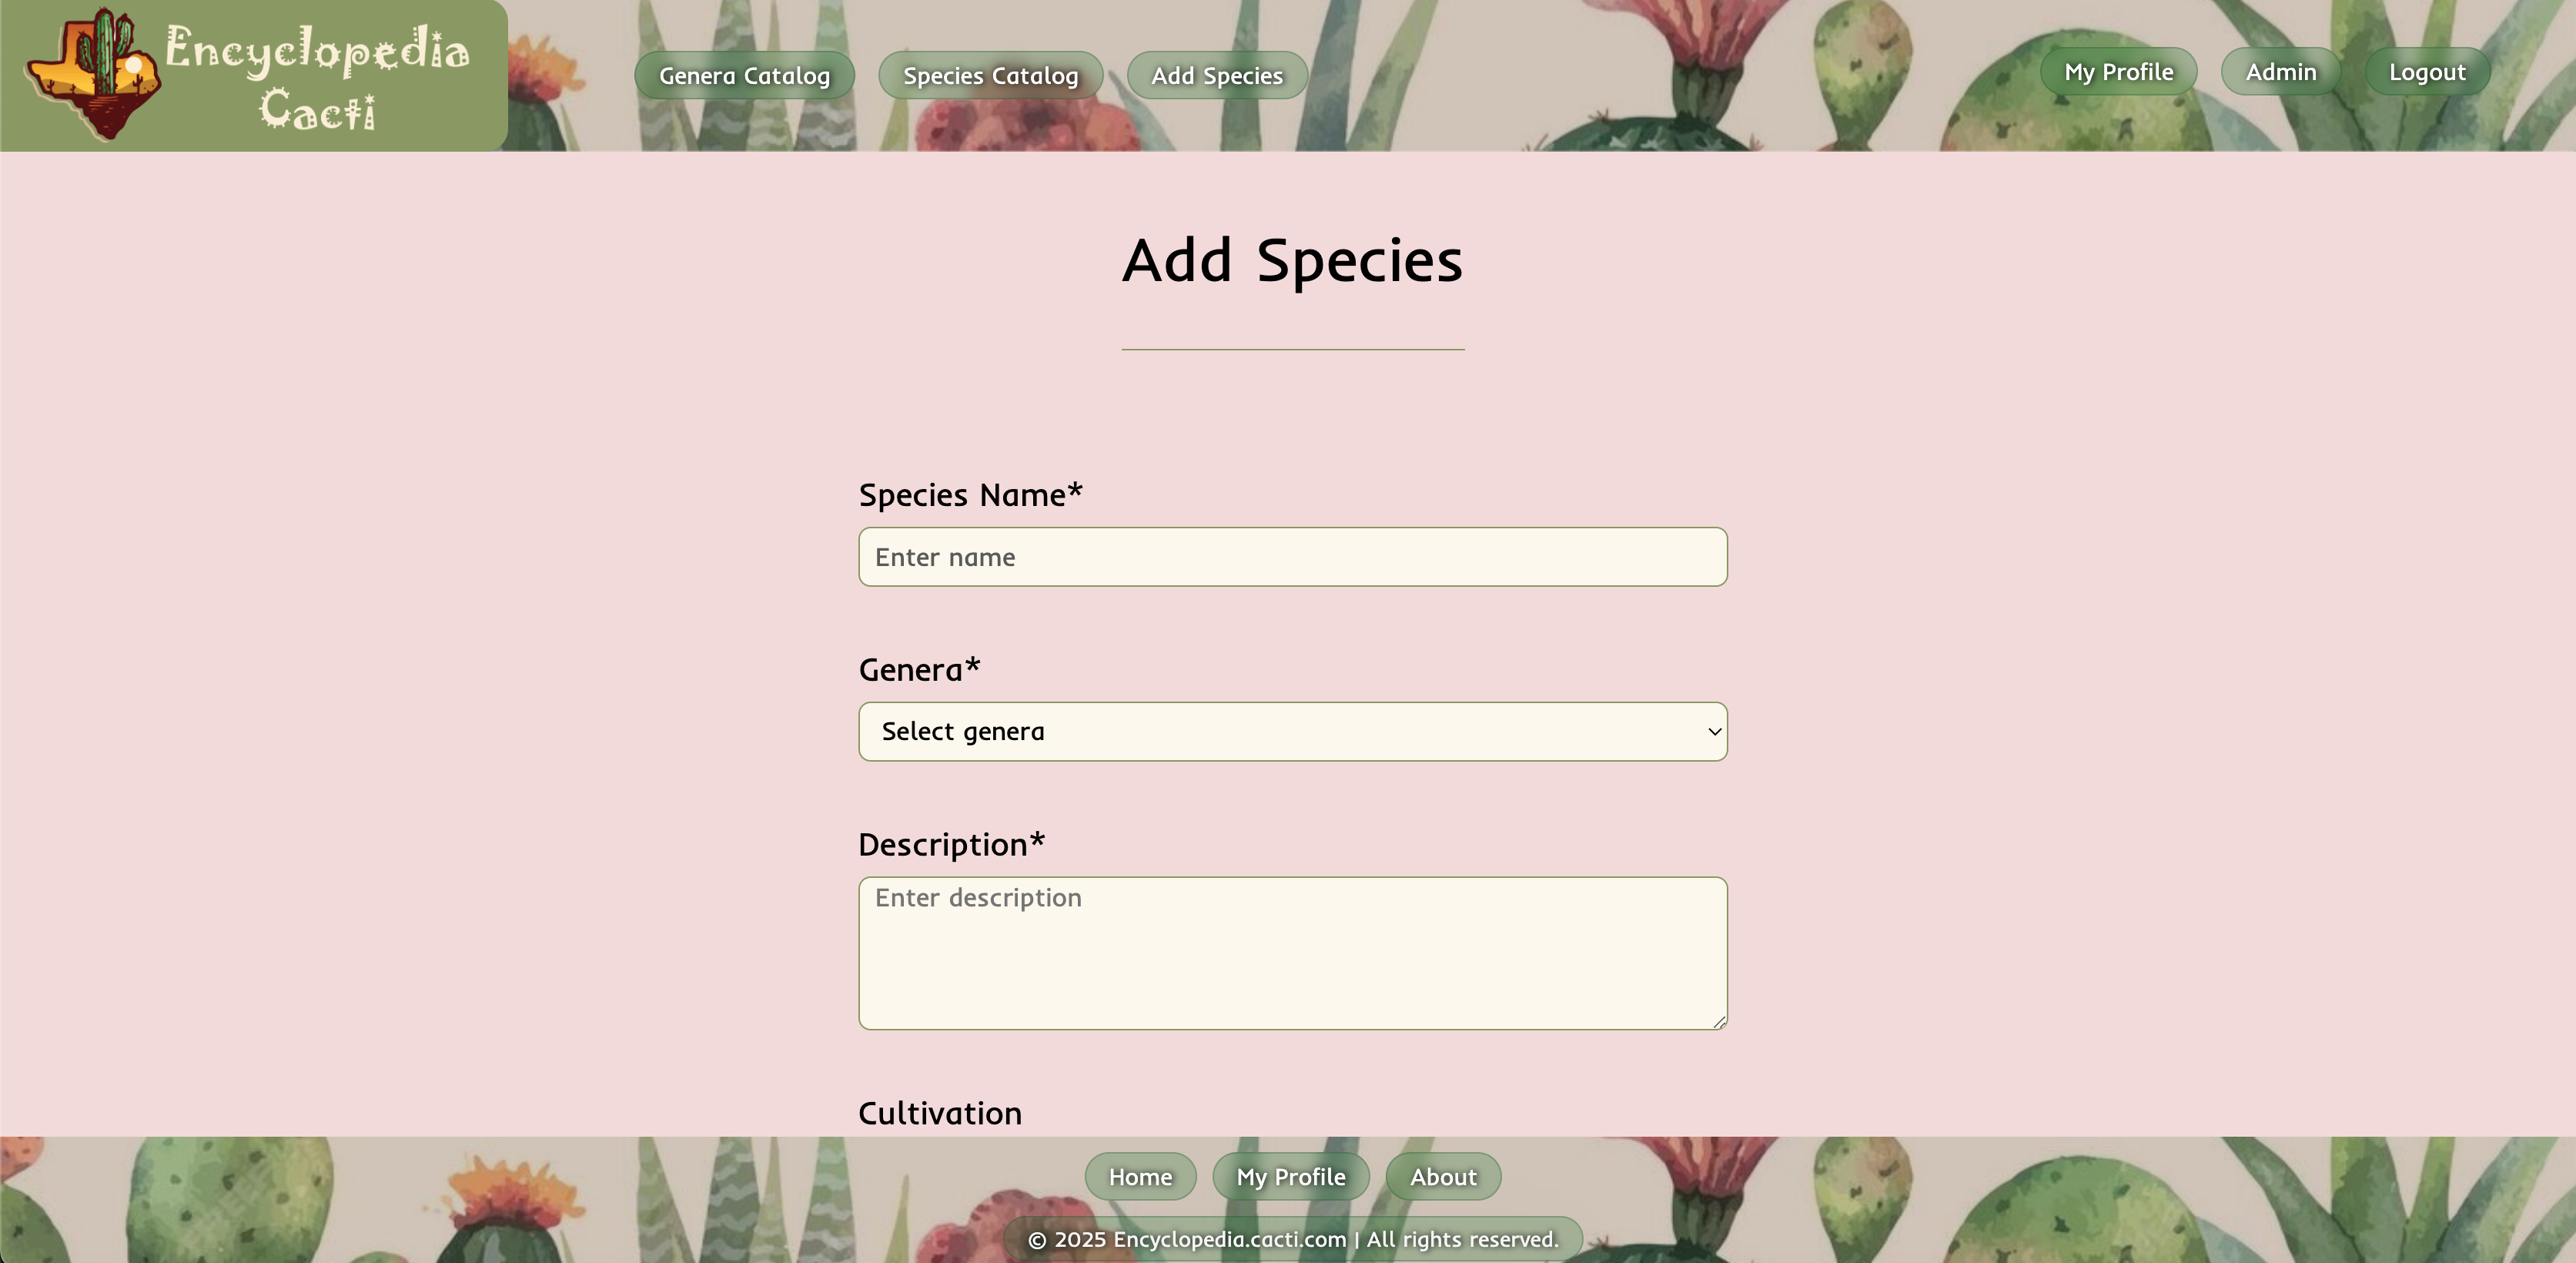 Encyclopedia
Cacti
Genera Catalog
Species Catalog
Add Species
My Profile
Admin
Logout
Add Species
Species Name*
Enter name
Genera*
Select genera
Description*
Enter description
Cultivation
Home
My Profile
About
© 2025 Encyclopedia.cacti.com | All rights reserved.